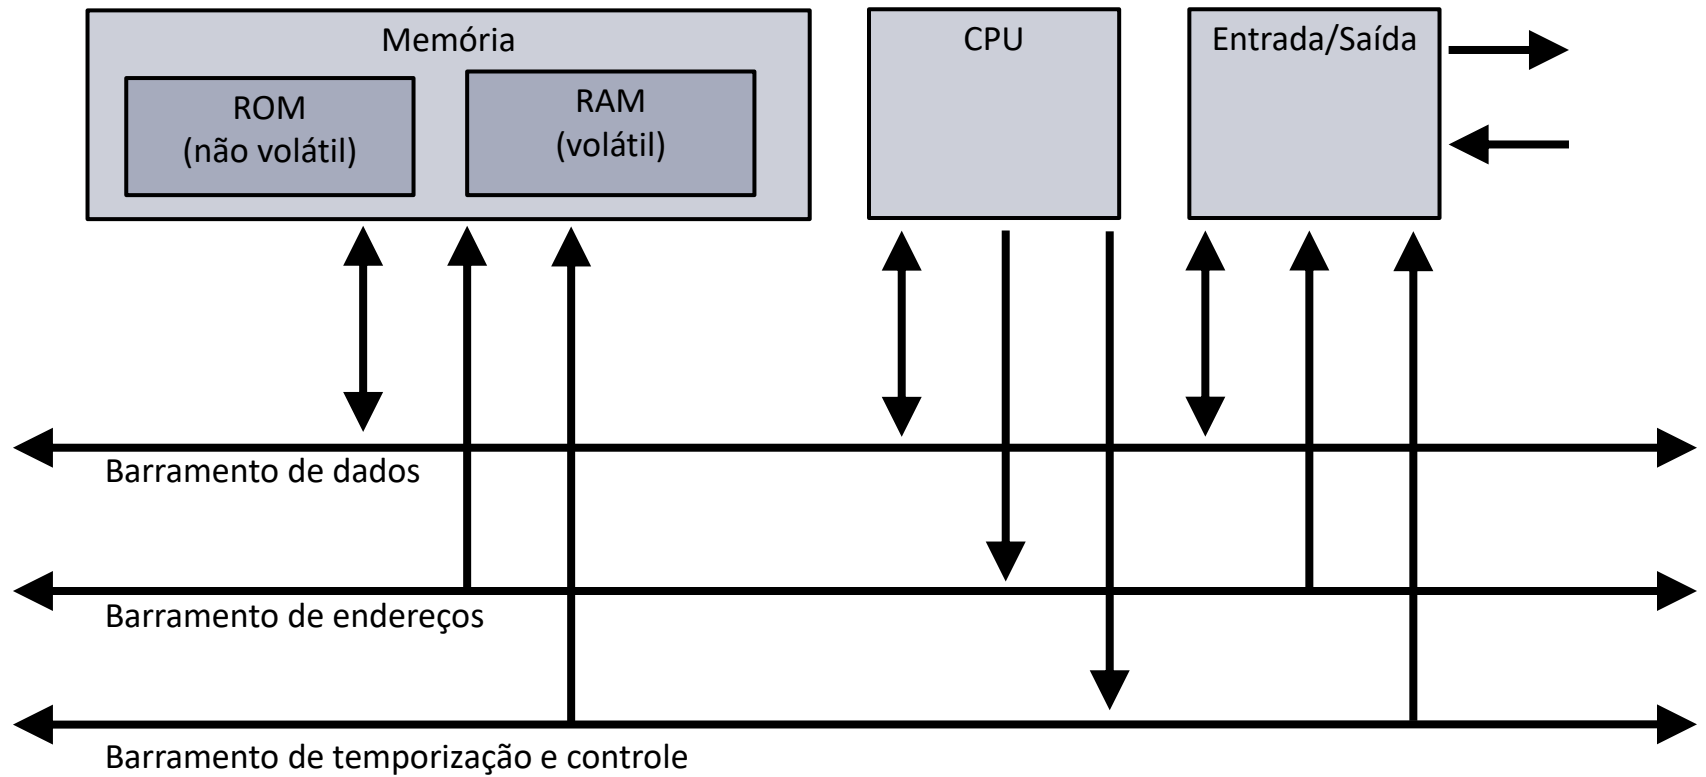 Memória
ROM
(não volátil)
RAM
(volátil)
CPU
Entrada/Saída
Barramento de dados
Barramento de endereços
Barramento de temporização e controle